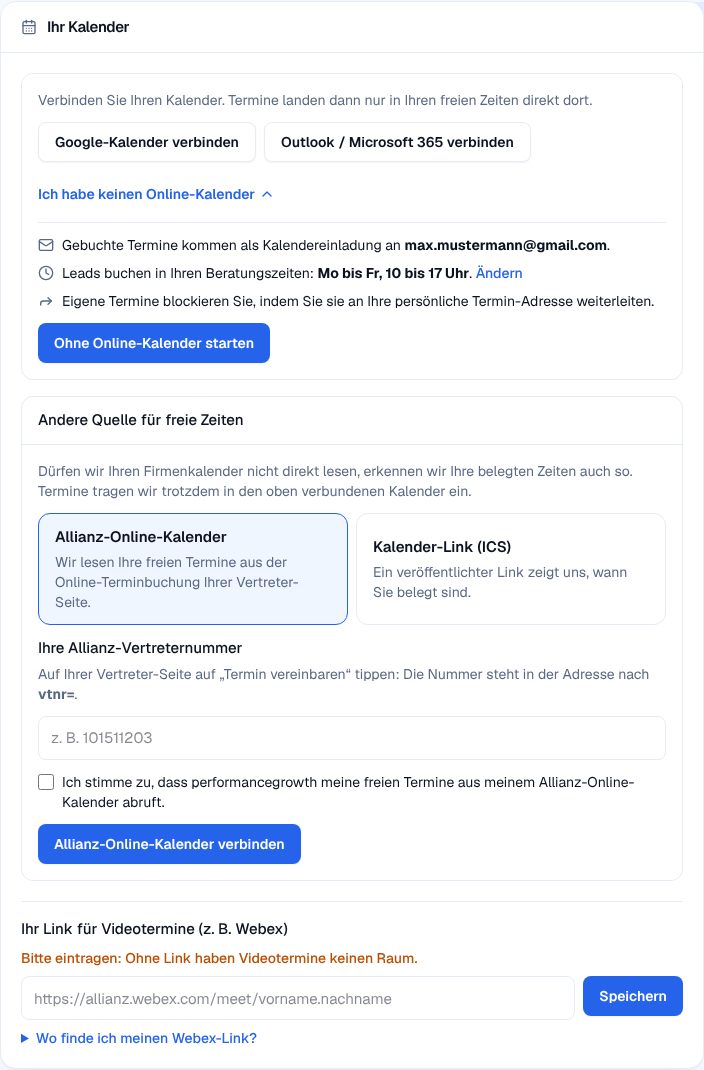 Ihr Kalender
Verbinden Sie Ihren Kalender. Termine landen dann nur in Ihren freien Zeiten direkt dort.
Google-Kalender verbinden
Outlook / Microsoft 365 verbinden
Ich habe keinen Online-Kalender
Gebuchte Termine kommen als Kalendereinladung an max.mustermann@gmail.com.
Leads buchen in Ihren Beratungszeiten: Mo bis Fr, 10 bis 17 Uhr. Ändern
Eigene Termine blockieren Sie, indem Sie sie an Ihre persönliche Termin-Adresse weiterleiten.
Ohne Online-Kalender starten
Andere Quelle für freie Zeiten
Dürfen wir Ihren Firmenkalender nicht direkt lesen, erkennen wir Ihre belegten Zeiten auch so.
Termine tragen wir trotzdem in den oben verbundenen Kalender ein.
Allianz-Online-Kalender
Wir lesen Ihre freien Termine aus der
Online-Terminbuchung Ihrer Vertreter-
Seite.
Kalender-Link (ICS)
Ein veröffentlichter Link zeigt uns, wann
Sie belegt sind.
Ihre Allianz-Vertreternummer
Auf Ihrer Vertreter-Seite auf „Termin vereinbaren“ tippen: Die Nummer steht in der Adresse nach
vtnr=.
z. B. 101511203
Ich stimme zu, dass performancegrowth meine freien Termine aus meinem Allianz-Online-
Kalender abruft.
Allianz-Online-Kalender verbinden
Ihr Link für Videotermine (z. B. Webex)
Bitte eintragen: Ohne Link haben Videotermine keinen Raum.
https://allianz.webex.com/meet/vorname.nachname
Speichern
Wo finde ich meinen Webex-Link?